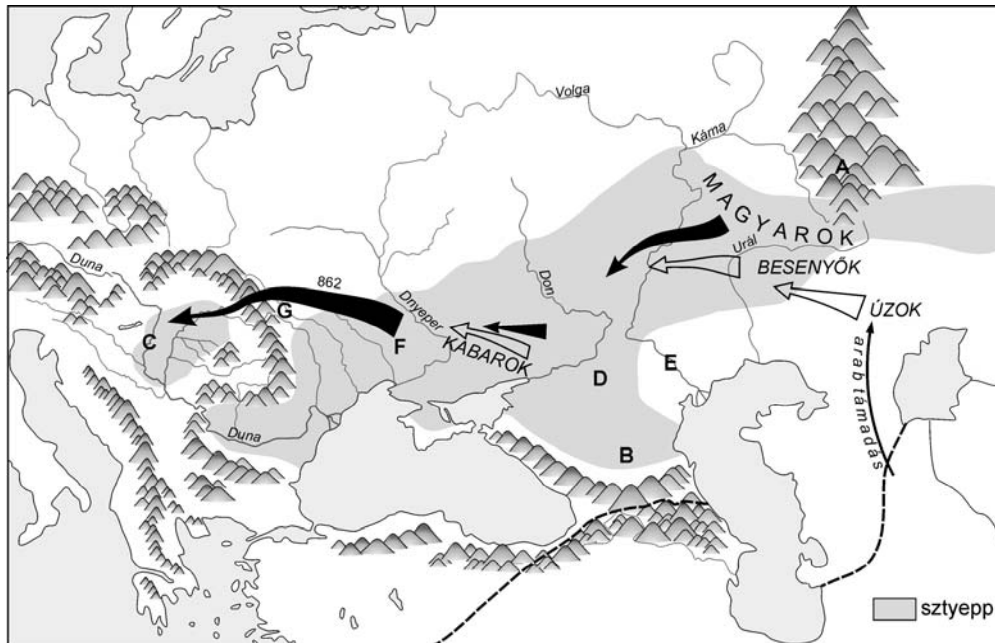 Volga
Káma
A
MAGYAROK
Urál
BESENYŐK
Duna
862
Dnyeper
Don
ÚZOK
G
C
F
KABAROK
D
E
arab támadás
Duna
B
sztyepp